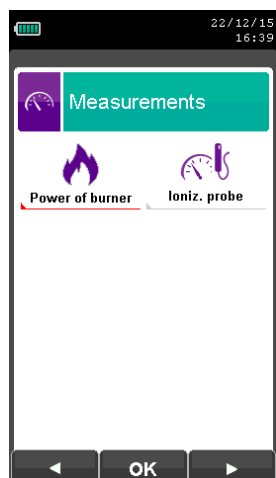 22/12/15
16:39
Measurements
Power of burner
Ioniz. probe
OK